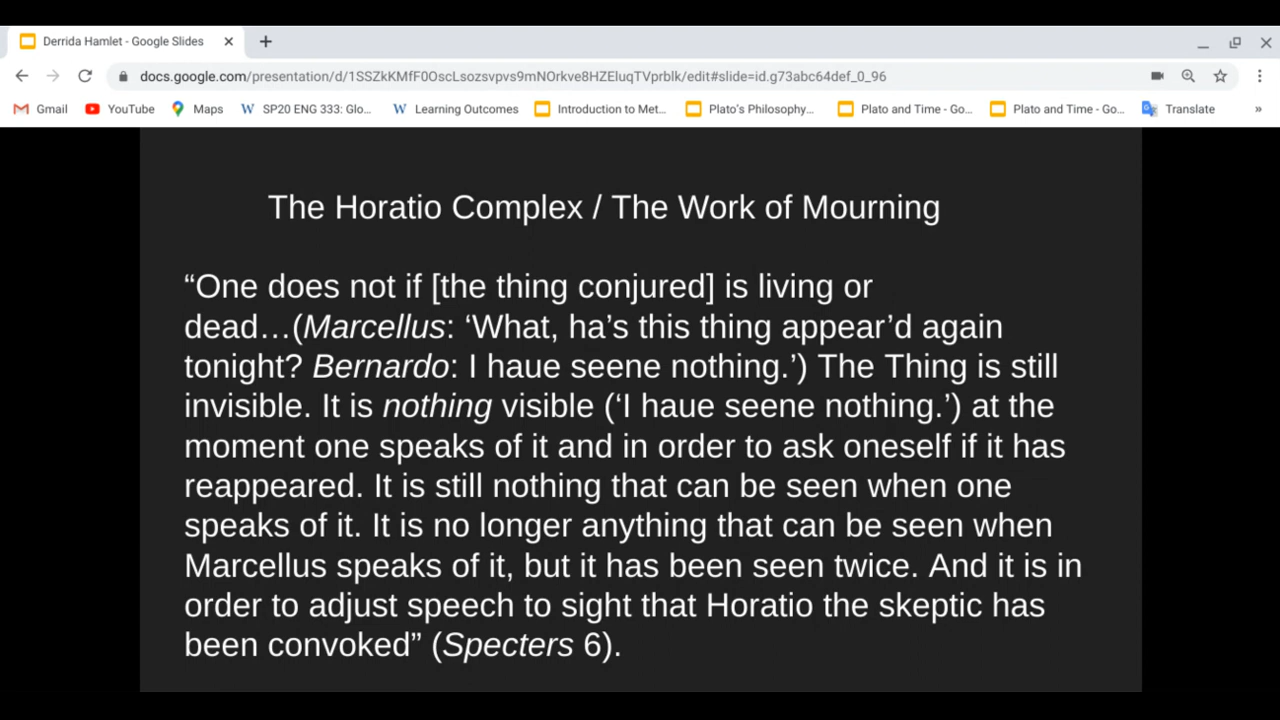 Derrida Hamlet - Google Slides
docs.google.com/presentation/d/1SSZkKMfF0OscLsozsvpvs9mNOrkve8HZEluqTVprblk/edit#slide=id.g73abc64def_0_96
Gmail YouTube Maps SP20 ENG 333: Glo... Learning Outcomes Introduction to Met... Plato's Philosophy... Plato and Time - Go... Plato and Time - Go... Translate »
The Horatio Complex / The Work of Mourning
“One does not if [the thing conjured] is living or
dead…(Marcellus: ‘What, ha’s this thing appear’d again
tonight? Bernardo: I haue seene nothing.’) The Thing is still
invisible. It is nothing visible (‘I haue seene nothing.’) at the
moment one speaks of it and in order to ask oneself if it has
reappeared. It is still nothing that can be seen when one
speaks of it. It is no longer anything that can be seen when
Marcellus speaks of it, but it has been seen twice. And it is in
order to adjust speech to sight that Horatio the skeptic has
been convoked” (Specters 6).